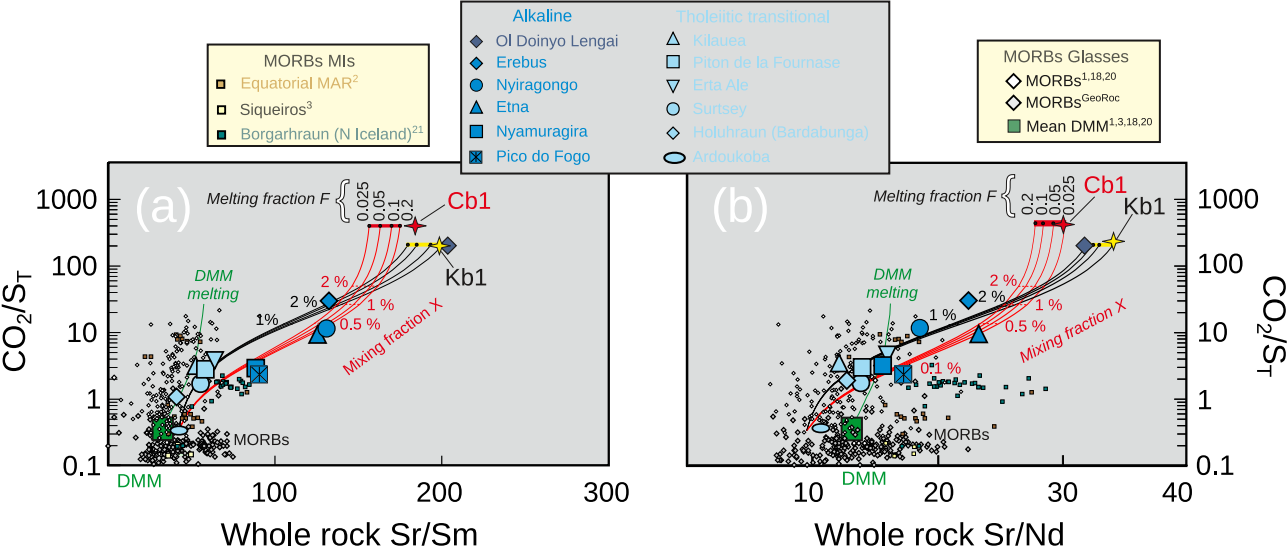 Alkaline
Tholeiitic transitional
Ol Doinyo Lengai
Erebus
Nyiragongo
Etna
Nyamuragira
Pico do Fogo
Kilauea
Piton de la Fournase
Erta Ale
Surtsey
Holuhraun (Bardabunga)
Ardoukoba
MORBs MIs
Equatorial MAR2
Siqueiros3
Borgarhraun (N Iceland)21
MORBs Glasses
MORBs1,18,20
MORBsGeoRoc
Mean DMM1,3,18,20
(a)
Melting fraction F {
0.025
0.05
0.1
0.2
Cb1
Kb1
DMM
melting
2 %
2 %
1%
1 %
0.5 %
Mixing fraction X
MORBs
DMM
CO2/ST
1000
100
10
1
0.1
100
200
300
Whole rock Sr/Sm
(b)
Melting fraction F {
0.2
0.1
0.05
0.025
Cb1
Kb1
DMM
melting
2 %
2 %
1 %
1 %
0.5 %
0.1 %
Mixing fraction X
MORBs
DMM
1000
100
10
1
0.1
CO2/ST
10
20
30
40
Whole rock Sr/Nd